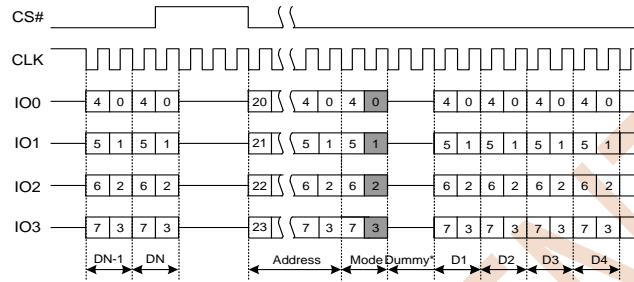 CS#
CLK
IO0 4 0 4 0 20 4 0 4 0 4 0 4 0 4 0 4 0
IO1 5 1 5 1 21 5 1 5 1 5 1 5 1 5 1 5 1
IO2 6 2 6 2 22 6 2 6 2 6 2 6 2 6 2 6 2
IO3 7 3 7 3 23 7 3 7 3 7 3 7 3 7 3 7 3
DN-1 DN Address Mode Dummy* D1 D2 D3 D4